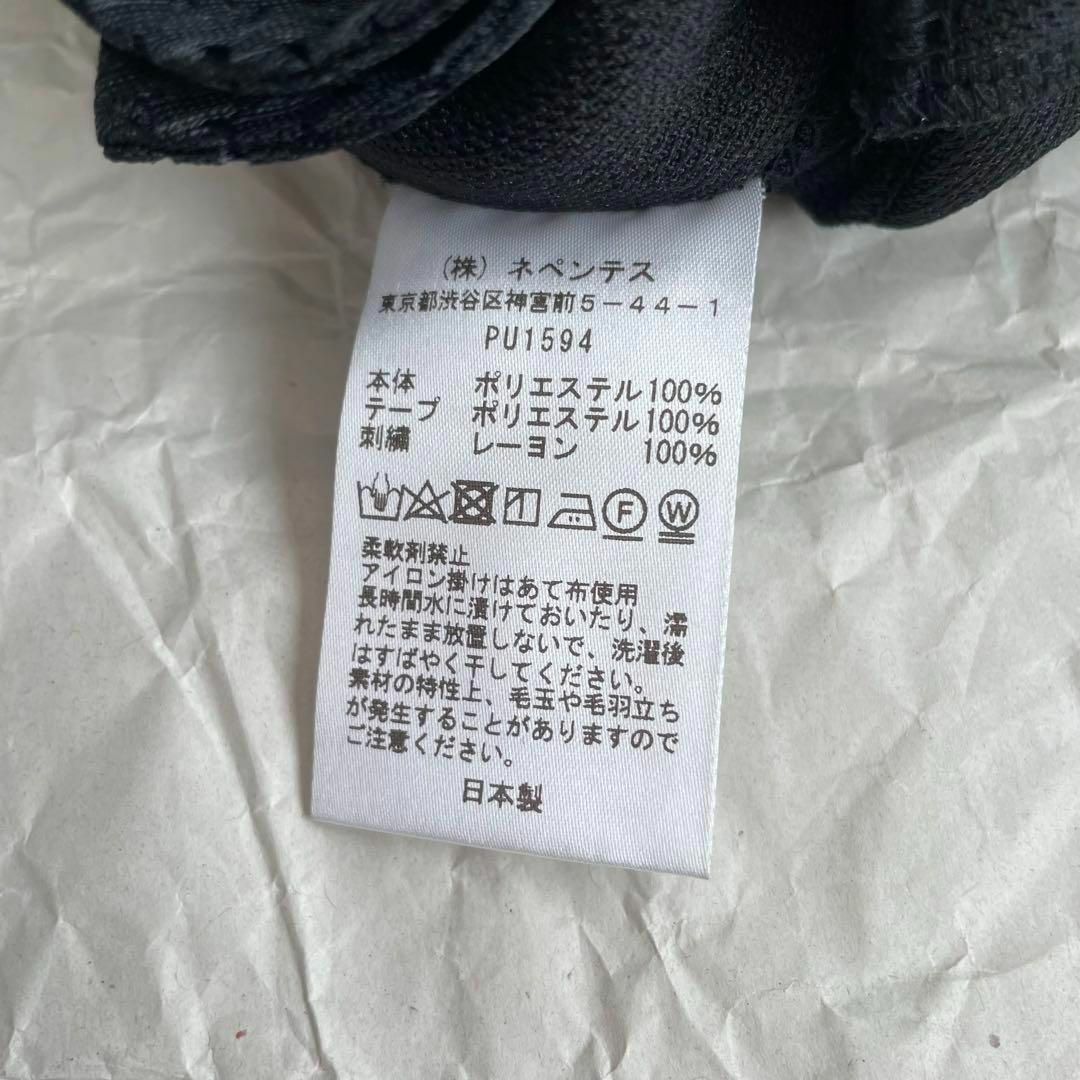 (株) ネペンテス
東京都渋谷区神宮前5-44-1
PU1594
本体 ポリエステル100%
テープ ポリエステル100%
刺繍 レーヨン 100%
F W
柔軟剤禁止
アイロン掛けはあて布使用
長時間水に漬けておいたり、濡
れたまま放置しないで、洗濯後
はすばやく干してください。
素材の特性上、毛玉や毛羽立ち
が発生することがありますので
ご注意ください。
日本製